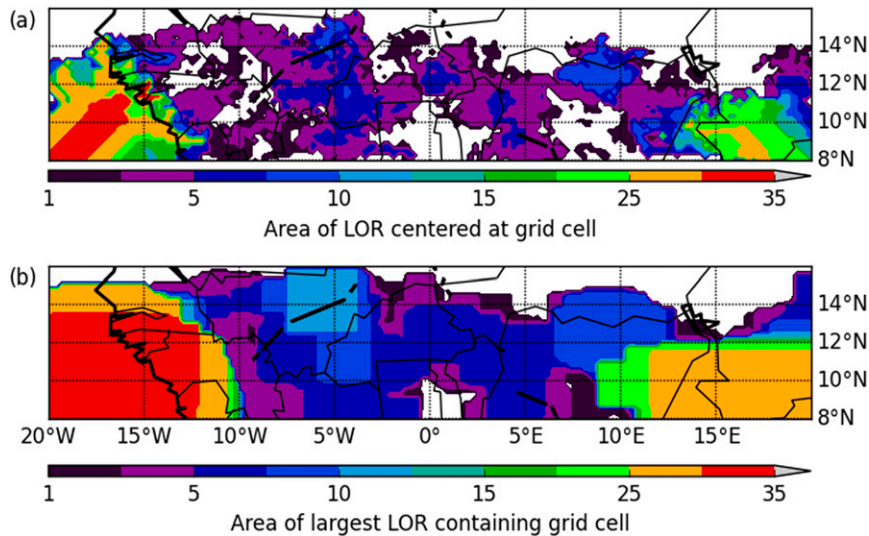 (a)
14°N
12°N
10°N
8°N
1 5 10 15 25 35
Area of LOR centered at grid cell
(b)
14°N
12°N
10°N
8°N
20°W 15°W 10°W 5°W 0° 5°E 10°E 15°E
1 5 10 15 25 35
Area of largest LOR containing grid cell